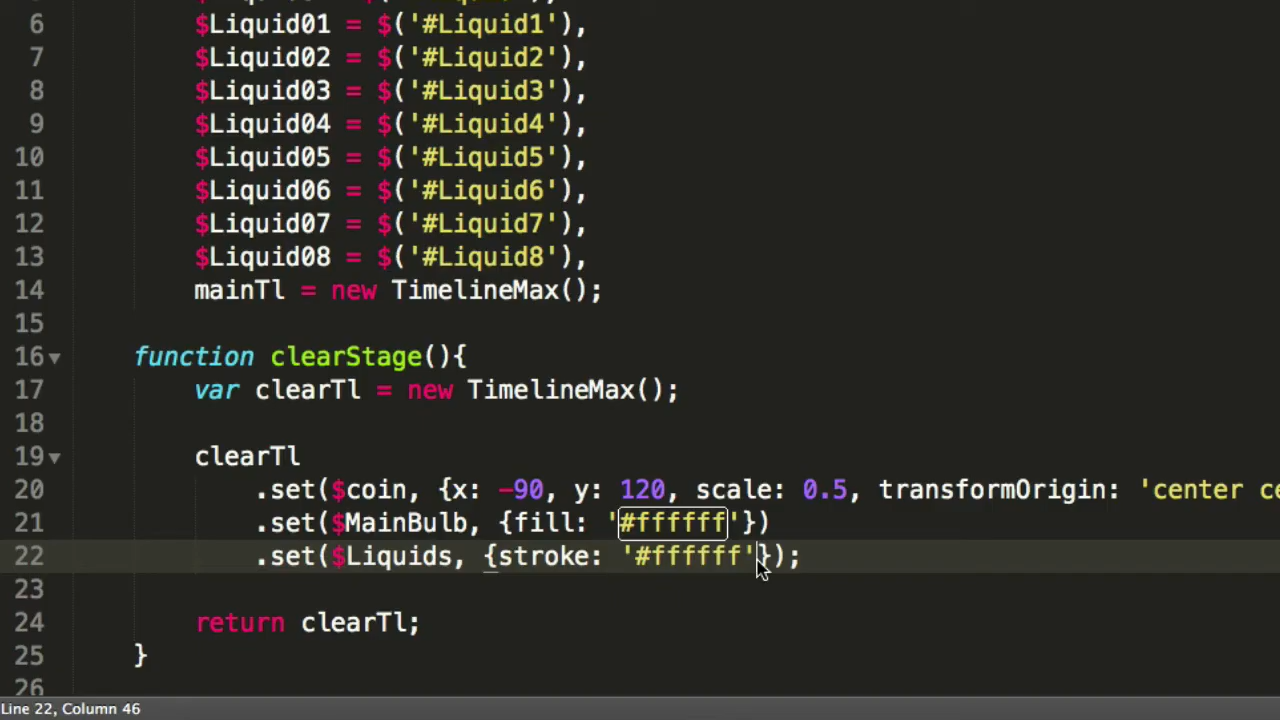 6 $Liquid01 = $('#Liquid1'),
7 $Liquid02 = $('#Liquid2'),
8 $Liquid03 = $('#Liquid3'),
9 $Liquid04 = $('#Liquid4'),
10 $Liquid05 = $('#Liquid5'),
11 $Liquid06 = $('#Liquid6'),
12 $Liquid07 = $('#Liquid7'),
13 $Liquid08 = $('#Liquid8'),
14 mainTl = new TimelineMax();
15
16 function clearStage(){
17 var clearTl = new TimelineMax();
18
19 clearTl
20 .set($coin, {x: -90, y: 120, scale: 0.5, transformOrigin: 'center ce
21 .set($MainBulb, {fill: '#ffffff'})
22 .set($Liquids, {stroke: '#ffffff'});
23
24 return clearTl;
25 }
26
Line 22, Column 46